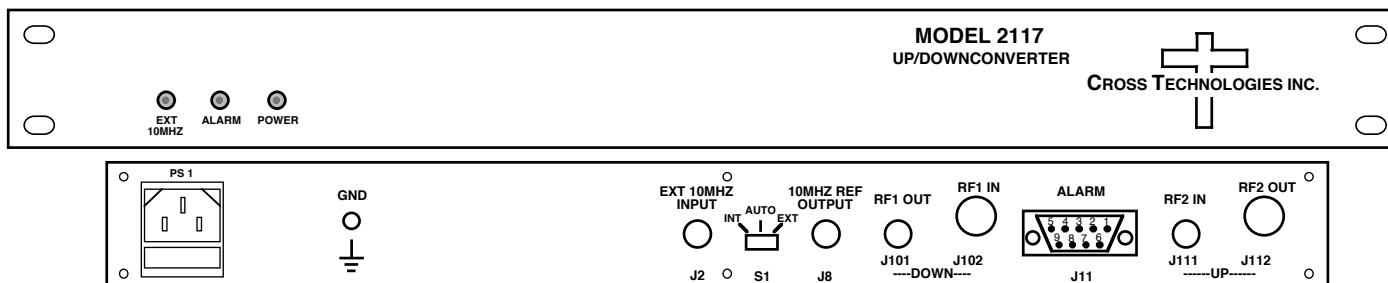 MODEL 2117
UP/DOWNCONVERTER
CROSS TECHNOLOGIES INC.
EXT
10MHZ
ALARM
POWER
PS 1
GND
EXT 10MHZ
INPUT
J2
INT
AUTO
EXT
S1
10MHZ REF
OUTPUT
J8
RF1 OUT
J101
RF1 IN
J102
----DOWN----
ALARM
5 4 3 2 1
9 8 7 6
J11
RF2 IN
J111
RF2 OUT
J112
------UP------